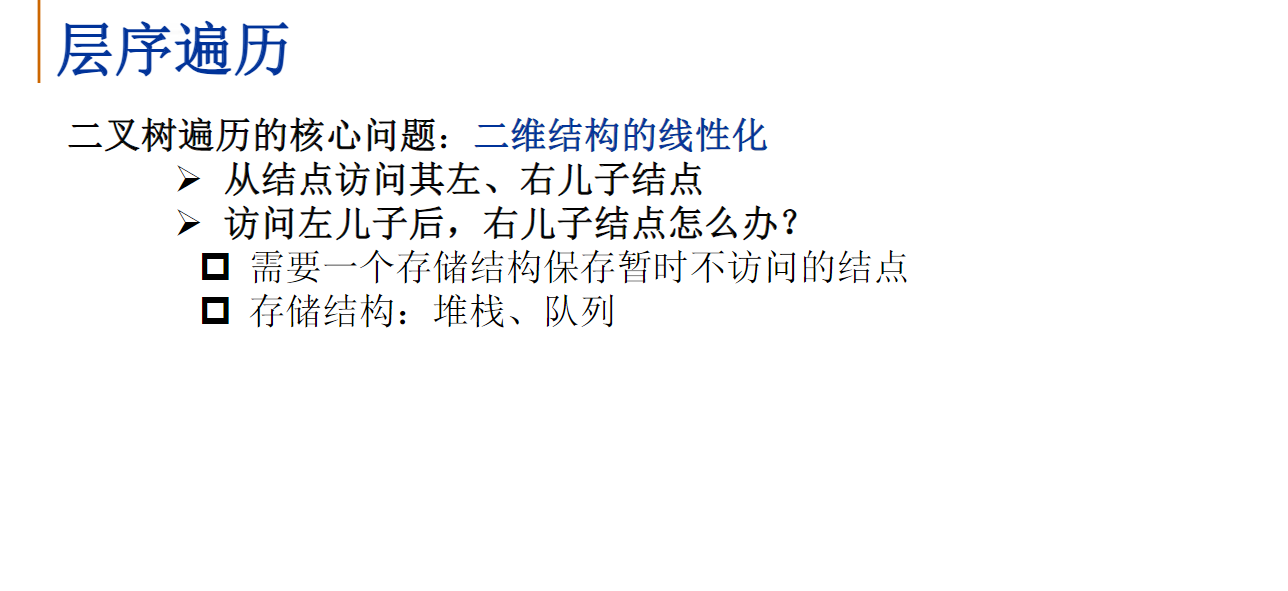 层序遍历
二叉树遍历的核心问题：二维结构的线性化
➢ 从结点访问其左、右儿子结点
➢ 访问左儿子后，右儿子结点怎么办？
❑ 需要一个存储结构保存暂时不访问的结点
❑ 存储结构：堆栈、队列